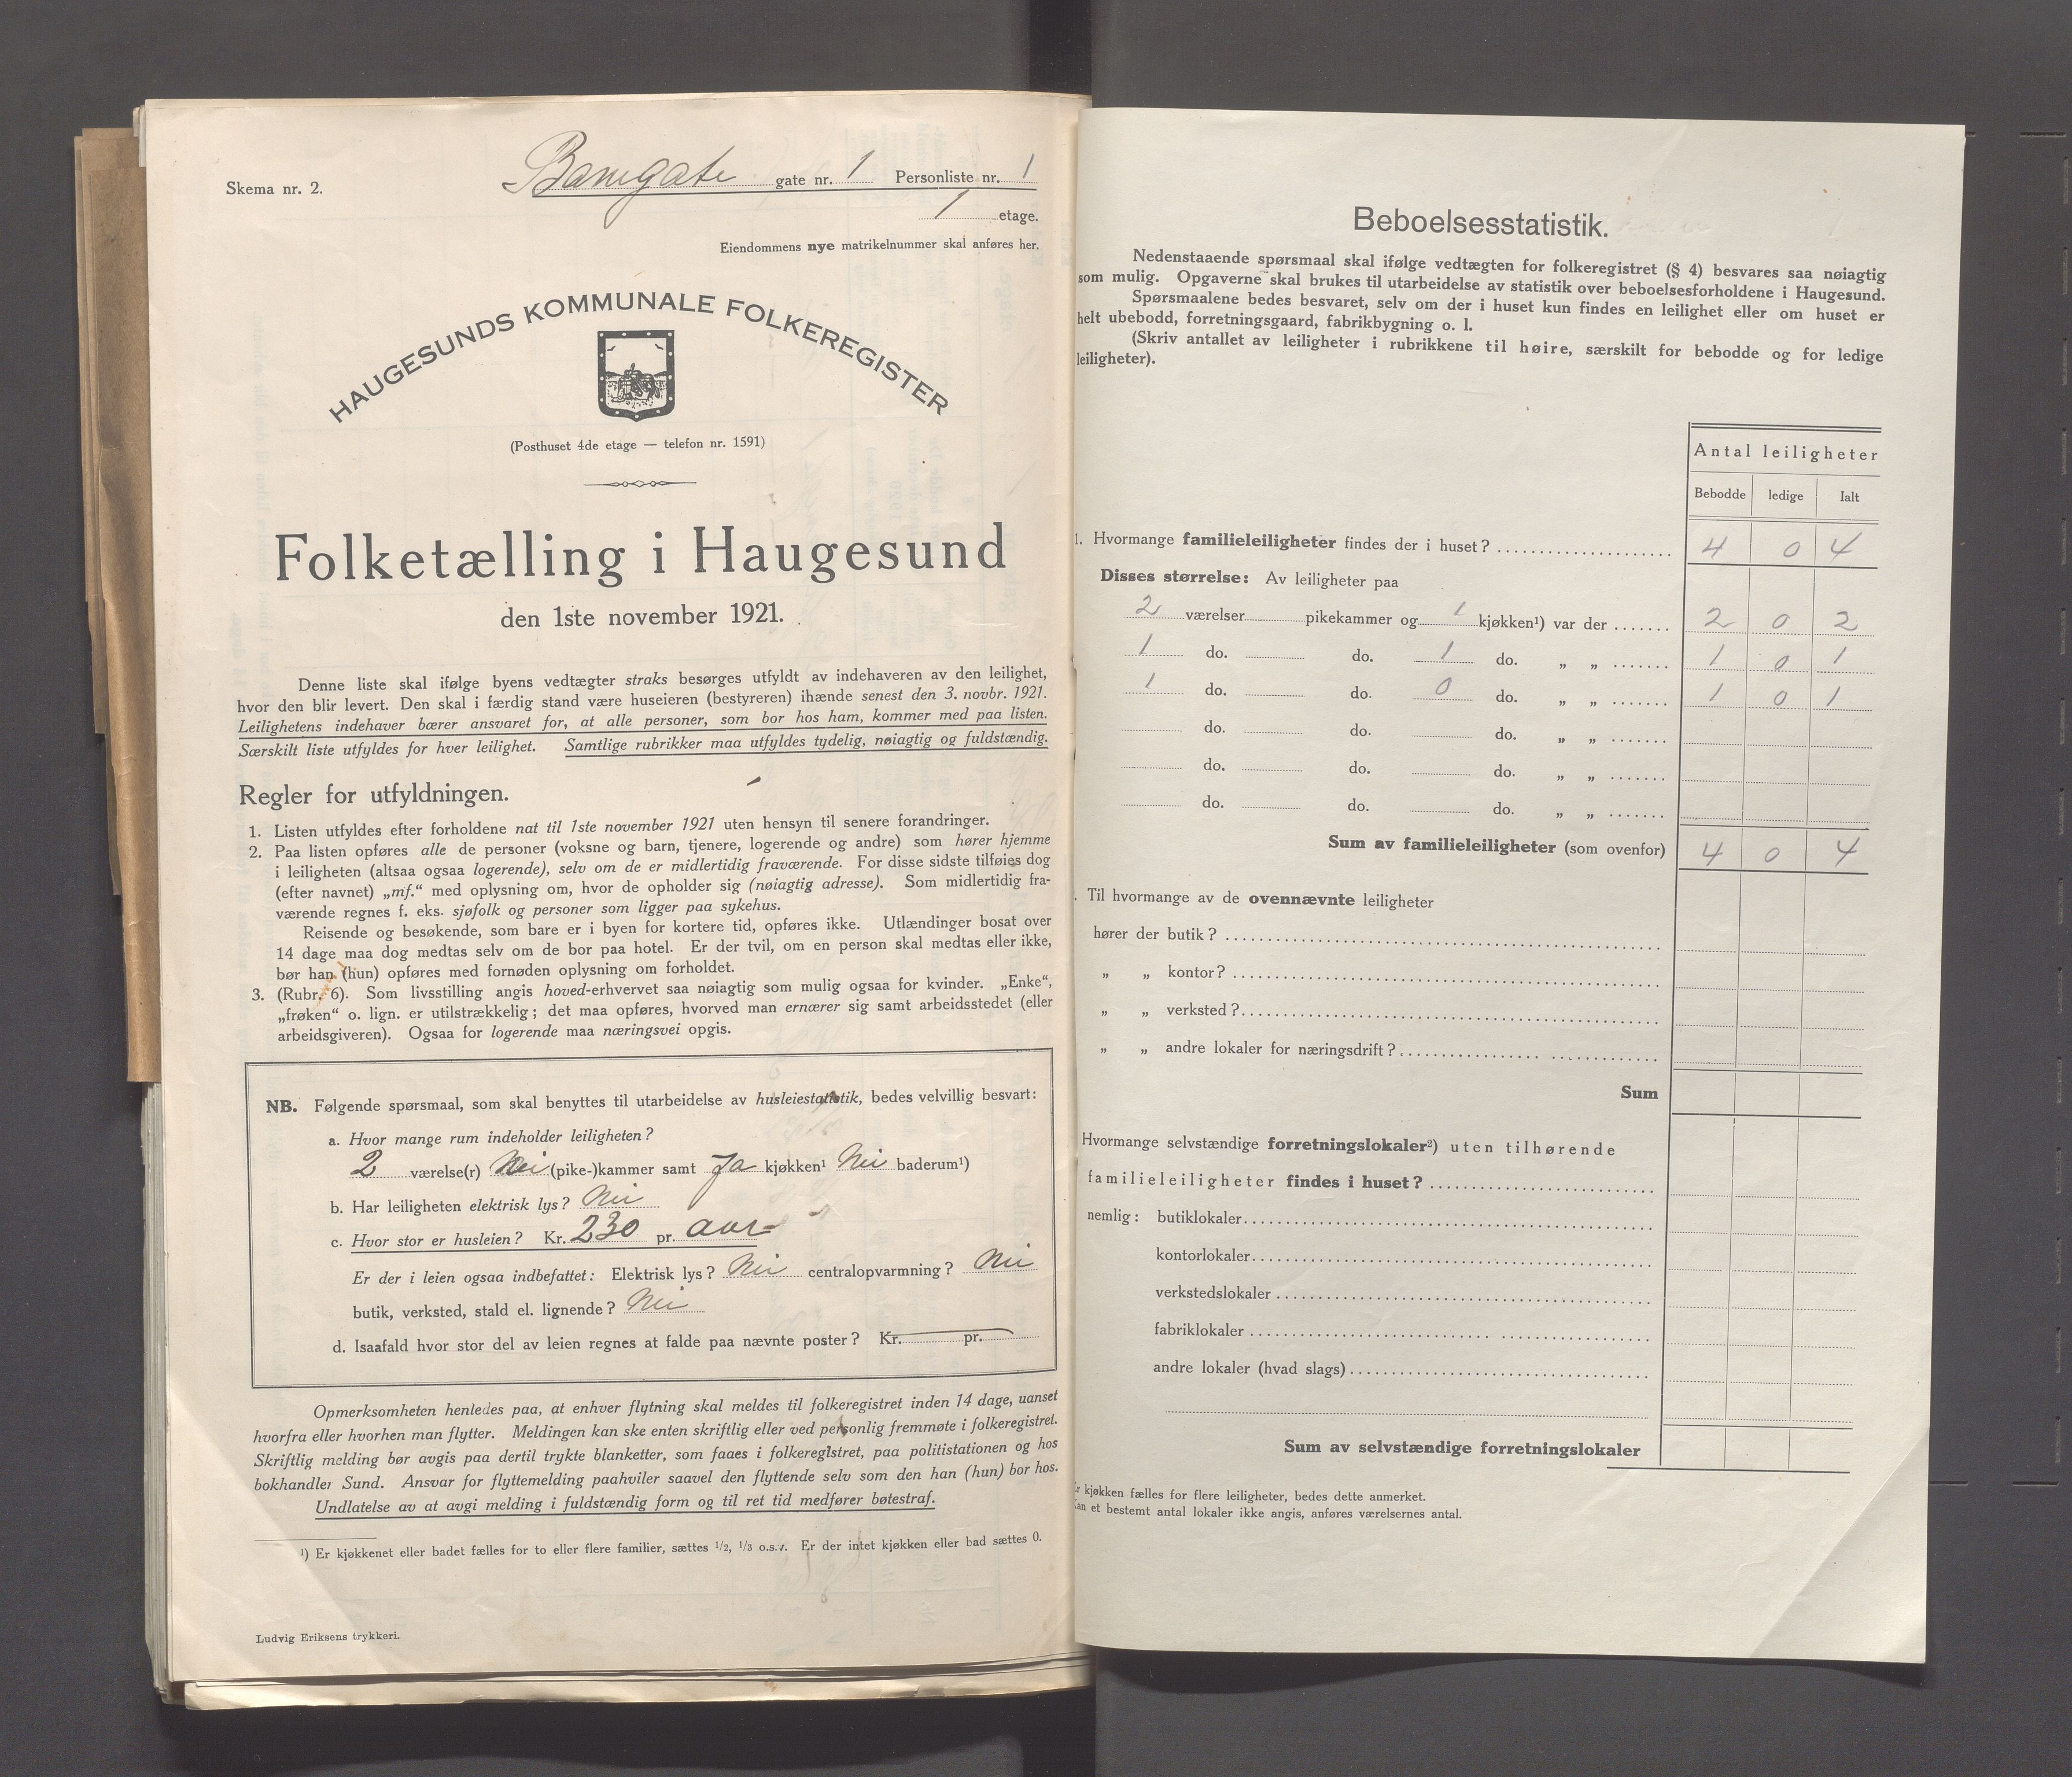 Skema nr. 2.
Banegate gate nr. 1 Personliste nr. 1
1 etage.
Eiendommens nye matrikelnummer skal anføres her.
HAUGESUNDS KOMMUNALE FOLKEREGISTER
(Posthuset 4de etage — telefon nr. 1591)
Folketælling i Haugesund
den 1ste november 1921.
Denne liste skal ifølge byens vedtægter straks besørges utfyldt av indehaveren av den leilighet,
hvor den blir levert. Den skal i færdig stand være huseieren (bestyreren) ihænde senest den 3. novbr. 1921.
Leilighetens indehaver bærer ansvaret for, at alle personer, som bor hos ham, kommer med paa listen.
Særskilt liste utfyldes for hver leilighet. Samtlige rubrikker maa utfyldes tydelig, nøiagtig og fuldstændig.
Regler for utfyldningen.
1. Listen utfyldes efter forholdene nat til 1ste november 1921 uten hensyn til senere forandringer.
2. Paa listen opføres alle de personer (voksne og barn, tjenere, logerende og andre) som hører hjemme
i leiligheten (altsaa ogsaa logerende), selv om de er midlertidig fraværende. For disse sidste tilføies dog
(efter navnet) „mf.“ med oplysning om, hvor de opholder sig (nøiagtig adresse). Som midlertidig fra-
værende regnes f. eks. sjøfolk og personer som ligger paa sykehus.
Reisende og besøkende, som bare er i byen for kortere tid, opføres ikke. Utlændinger bosat over
14 dage maa dog medtas selv om de bor paa hotel. Er der tvil, om en person skal medtas eller ikke,
bør han (hun) opføres med fornøden oplysning om forholdet.
3. (Rubr. 6). Som livsstilling angis hoved-erhvervet saa nøiagtig som mulig ogsaa for kvinder. „Enke“,
„frøken“ o. lign. er utilstrækkelig; det maa opføres, hvorved man ernærer sig samt arbeidsstedet (eller
arbeidsgiveren). Ogsaa for logerende maa næringsvei opgis.
NB. Følgende spørsmaal, som skal benyttes til utarbeidelse av husleiestatistik, bedes velvillig besvart:
a. Hvor mange rum indeholder leiligheten?
2 værelse(r) Nei (pike-)kammer samt Ja kjøkken¹ Nei baderum¹)
b. Har leiligheten elektrisk lys? Nei
c. Hvor stor er husleien? Kr. 230 pr. aar
Er der i leien ogsaa indbefattet: Elektrisk lys? Nei centralopvarmning? Nei
butik, verksted, stald el. lignende? Nei
d. Isaafald hvor stor del av leien regnes at falde paa nævnte poster? Kr. pr.
Opmerksomheten henledes paa, at enhver flytning skal meldes til folkeregistret inden 14 dage, uanset
hvorfra eller hvorhen man flytter. Meldingen kan ske enten skriftlig eller ved personlig fremmøte i folkeregistret.
Skriftlig melding bør avgis paa dertil trykte blanketter, som faaes i folkeregistret, paa politistationen og hos
bokhandler Sund. Ansvar for flyttemelding paahviler saavel den flyttende selv som den han (hun) bor hos.
Undlatelse av at avgi melding i fuldstændig form og til ret tid medfører bøtestraf.
¹) Er kjøkkenet eller badet fælles for to eller flere familier, sættes 1/2, 1/3 o.s.v. Er der intet kjøkken eller bad sættes 0.
Ludvig Eriksens trykkeri.
Beboelsesstatistik.
Nedenstaaende spørsmaal skal ifølge vedtægten for folkeregistret (§ 4) besvares saa nøiagtig
som mulig. Opgaverne skal brukes til utarbeidelse av statistik over beboelsesforholdene i Haugesund.
Spørsmaalene bedes besvaret, selv om der i huset kun findes en leilighet eller om huset er
helt ubebodd, forretningsgaard, fabrikbygning o. l.
(Skriv antallet av leiligheter i rubrikkene til høire, særskilt for bebodde og for ledige
leiligheter).
Antal leiligheter
Bebodde ledige Ialt
1. Hvormange familieleiligheter findes der i huset? 4 0 4
Disses størrelse: Av leiligheter paa
2 værelser pikekammer og 1 kjøkken¹) var der 2 0 2
1 do. do. 1 do. „ „ 1 0 1
1 do. do. 0 do. „ „ 1 0 1
do. do. do. „ „
do. do. do. „ „
do. do. do. „ „
Sum av familieleiligheter (som ovenfor) 4 0 4
. Til hvormange av de ovennævnte leiligheter
hører der butik?
„ „ kontor?
„ „ verksted?
„ „ andre lokaler for næringsdrift?
Sum
Hvormange selvstændige forretningslokaler²) uten tilhørende
familieleiligheter findes i huset?
nemlig: butiklokaler
kontorlokaler
verkstedslokaler
fabriklokaler
andre lokaler (hvad slags)
Sum av selvstændige forretningslokaler
r kjøkken fælles for flere leiligheter, bedes dette anmerket.
an et bestemt antal lokaler ikke angis, anføres værelsernes antal.